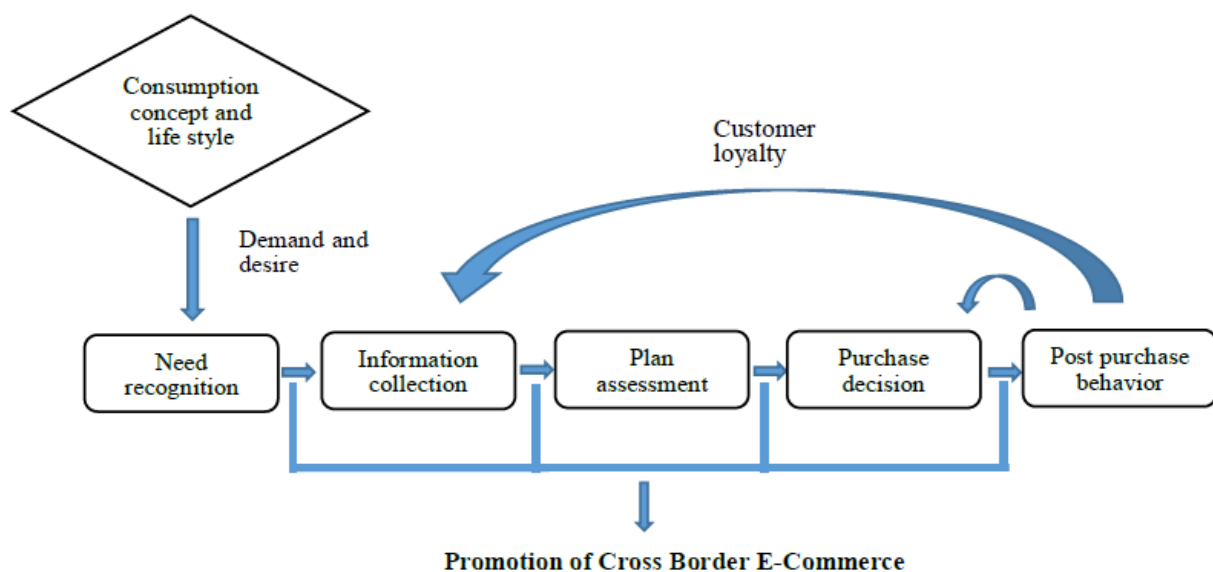 Consumption
concept and
life style
Customer
loyalty
Demand and
desire
Need
recognition
Information
collection
Plan
assessment
Purchase
decision
Post purchase
behavior
Promotion of Cross Border E-Commerce